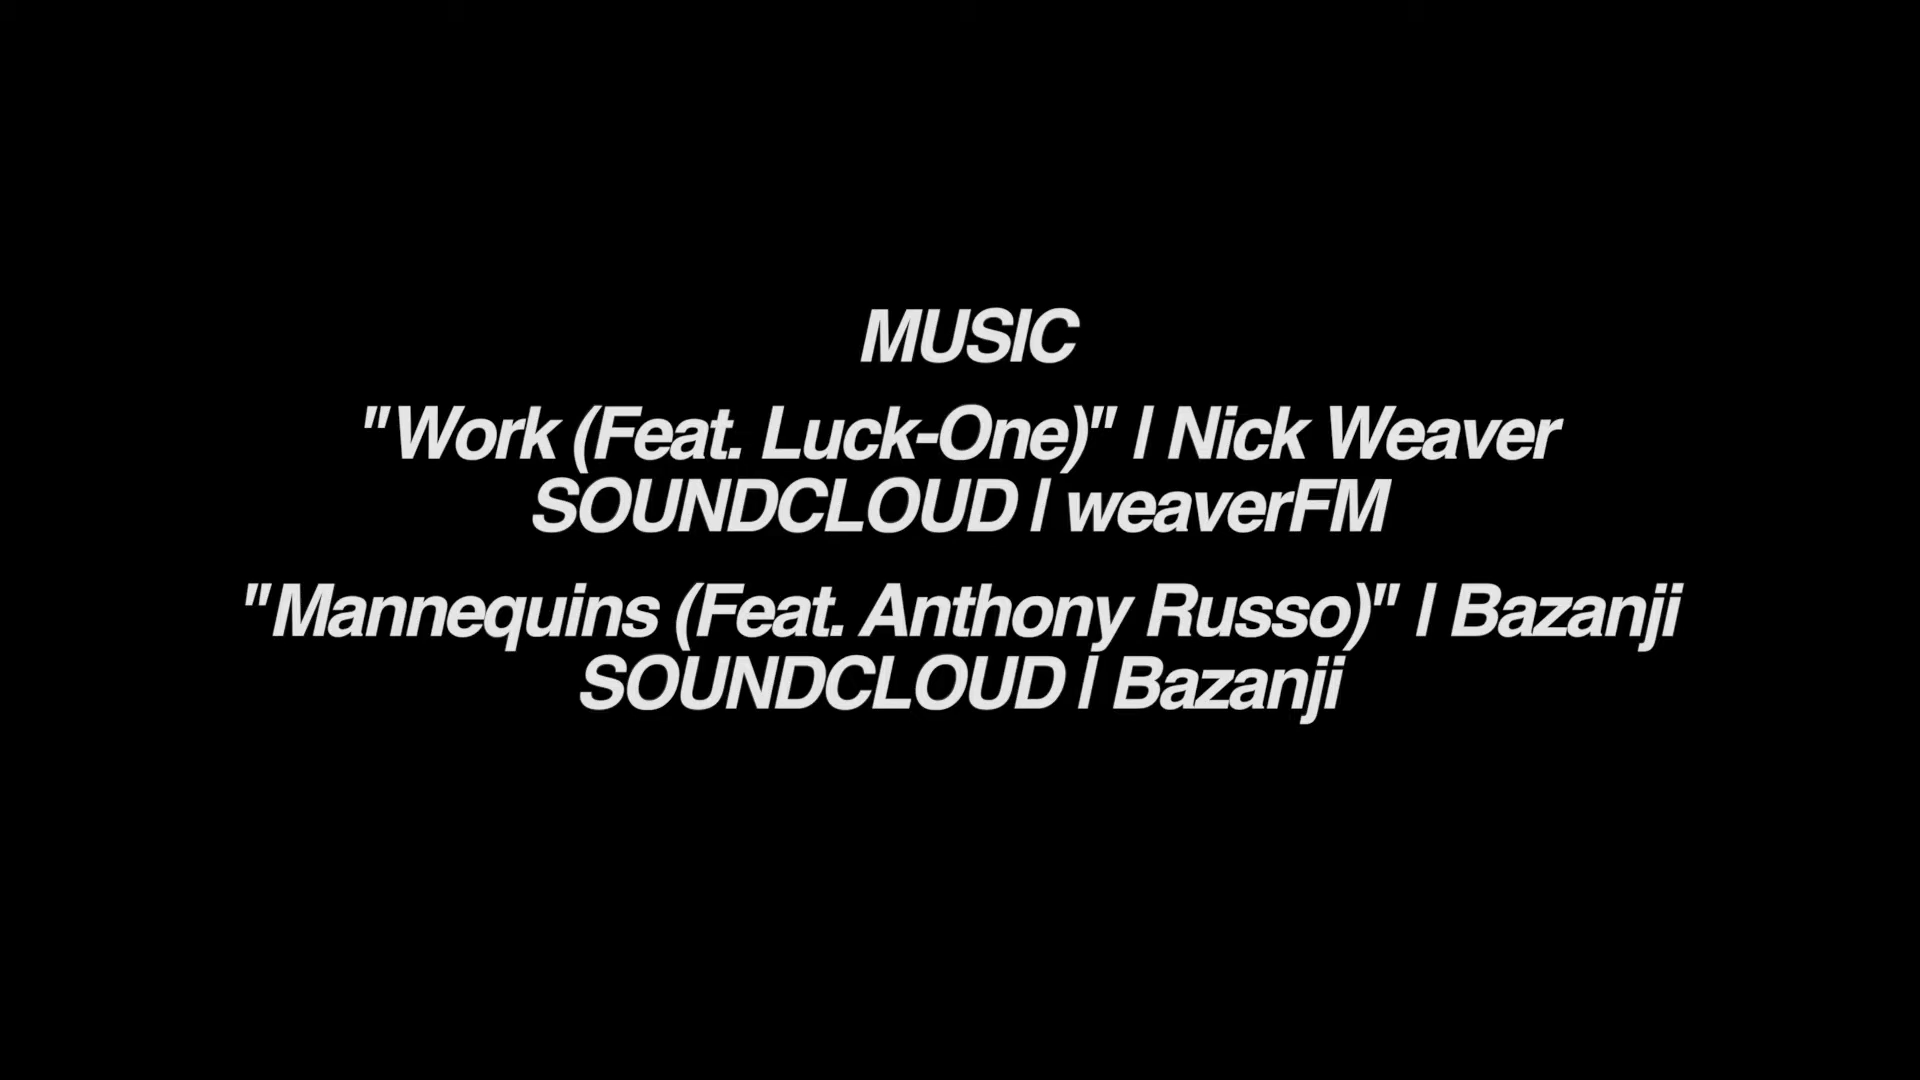 MUSIC
"Work (Feat. Luck-One)" | Nick Weaver
SOUNDCLOUD | weaverFM
"Mannequins (Feat. Anthony Russo)" | Bazanji
SOUNDCLOUD | Bazanji